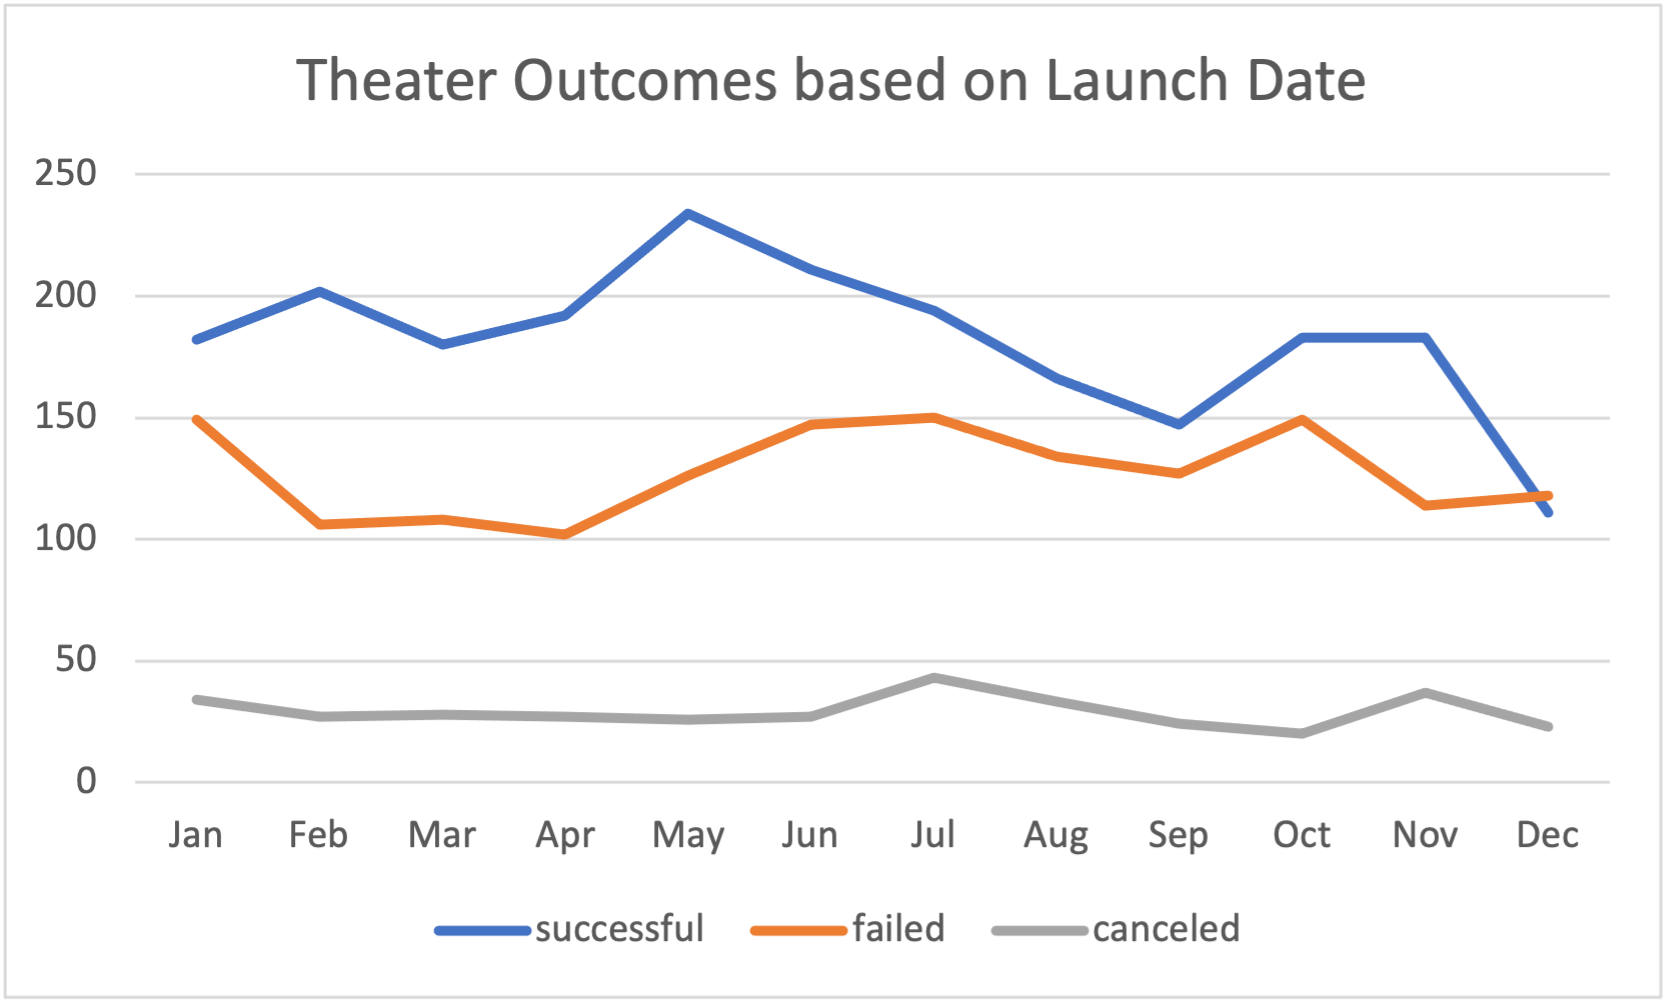 Theater Outcomes based on Launch Date
250
200
150
100
50
0
Jan Feb Mar Apr May Jun Jul Aug Sep Oct Nov Dec
successful failed canceled